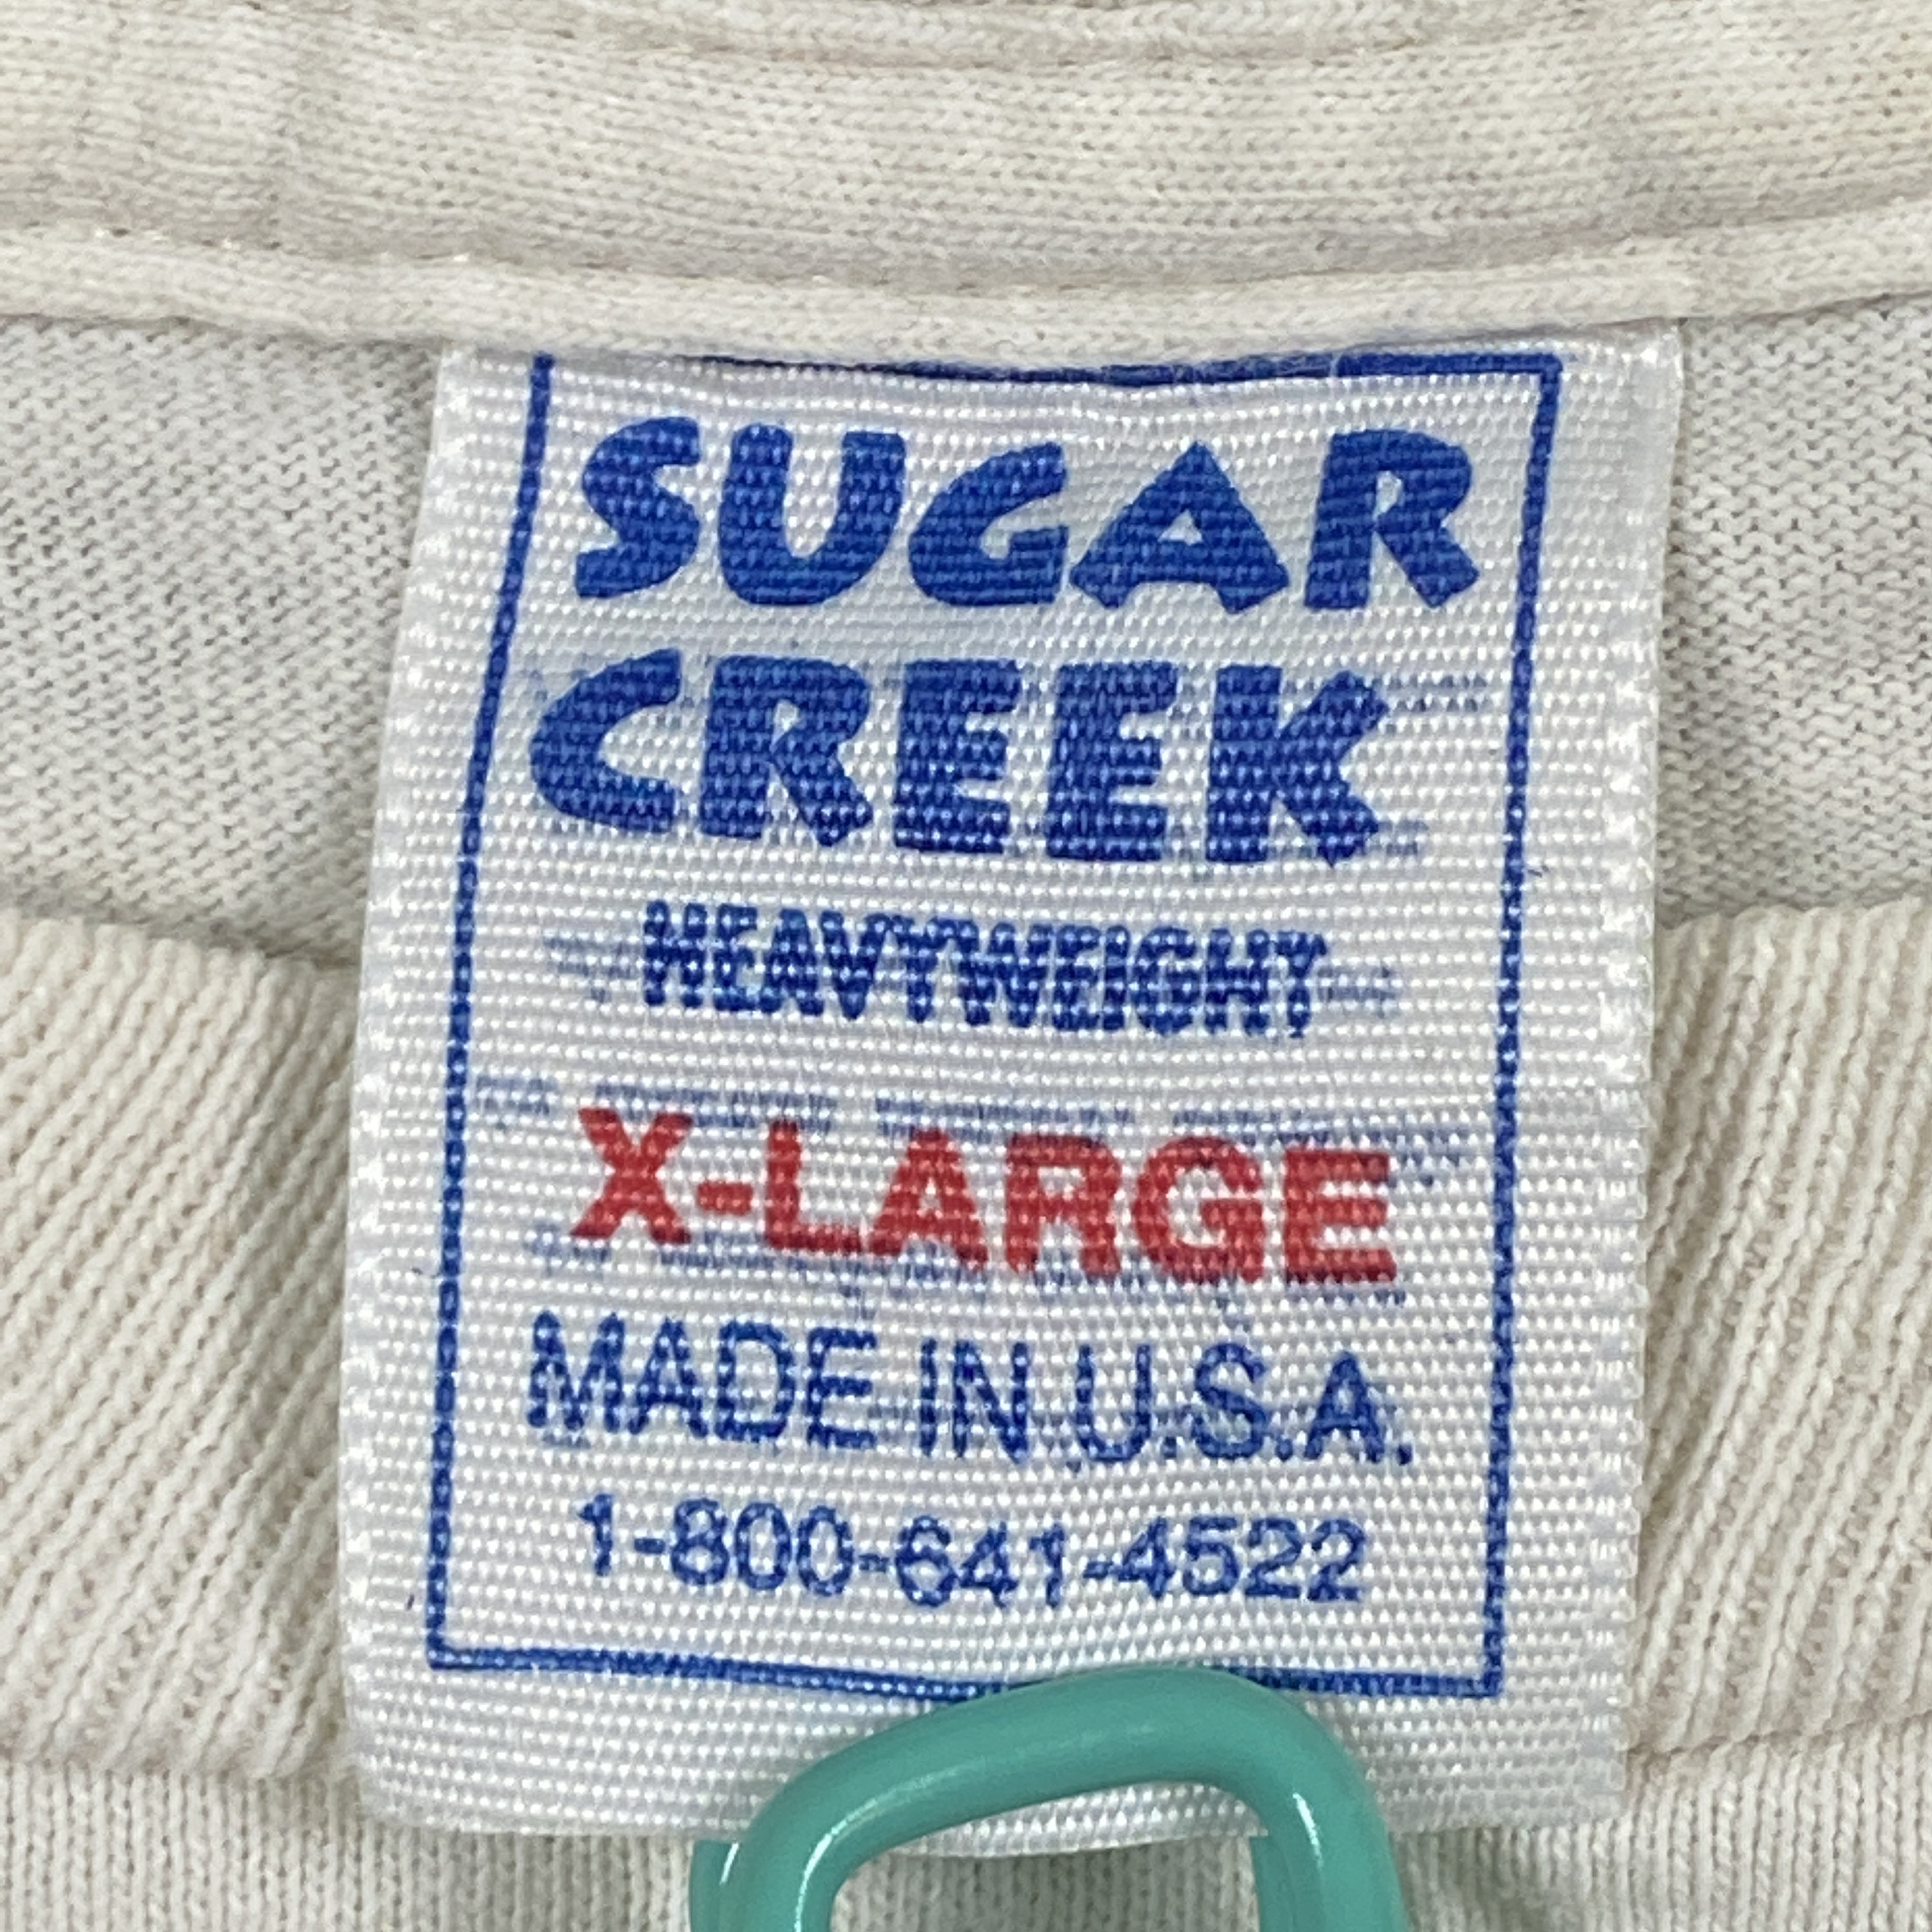 SUGAR
CREEK
HEAVYWEIGHT
X-LARGE
MADE IN U.S.A.
1-800-641-4522